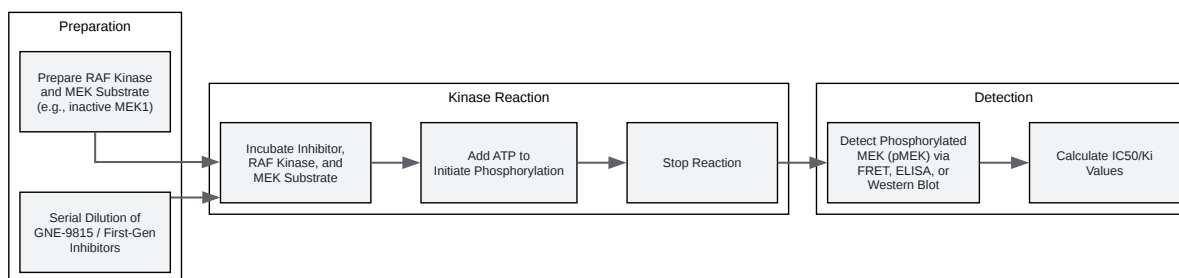 Preparation
Prepare RAF Kinase
and MEK Substrate
(e.g., inactive MEK1)
Serial Dilution of
GNE-9815 / First-Gen
Inhibitors
Kinase Reaction
Incubate Inhibitor,
RAF Kinase, and
MEK Substrate
Add ATP to
Initiate Phosphorylation
Stop Reaction
Detection
Detect Phosphorylated
MEK (pMEK) via
FRET, ELISA, or
Western Blot
Calculate IC50/Ki
Values